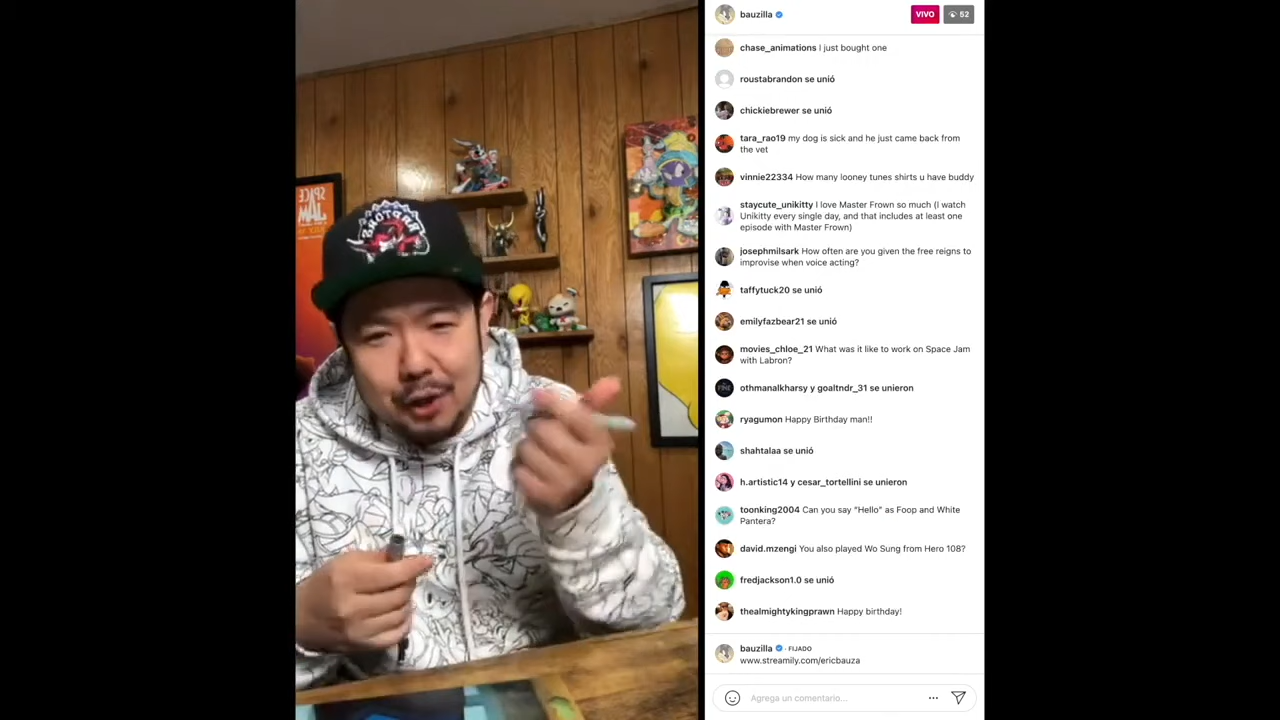 bauzilla
VIVO
52
chase_animations I just bought one
roustabrandon se unió
chickiebrewer se unió
tara_rao19 my dog is sick and he just came back from
the vet
vinnie22334 How many looney tunes shirts u have buddy
staycute_unikitty I love Master Frown so much (I watch
Unikitty every single day, and that includes at least one
episode with Master Frown)
josephmilsark How often are you given the free reigns to
improvise when voice acting?
taffytuck20 se unió
emilyfazbear21 se unió
movies_chloe_21 What was it like to work on Space Jam
with Labron?
othmanalkharsy y goaltndr_31 se unieron
ryagumon Happy Birthday man!!
shahtalaa se unió
h.artistic14 y cesar_tortellini se unieron
toonking2004 Can you say “Hello” as Foop and White
Pantera?
david.mzengi You also played Wo Sung from Hero 108?
fredjackson1.0 se unió
thealmightykingprawn Happy birthday!
bauzilla · FIJADO
www.streamily.com/ericbauza
Agrega un comentario...
SPACE
JAM
RAPTORS